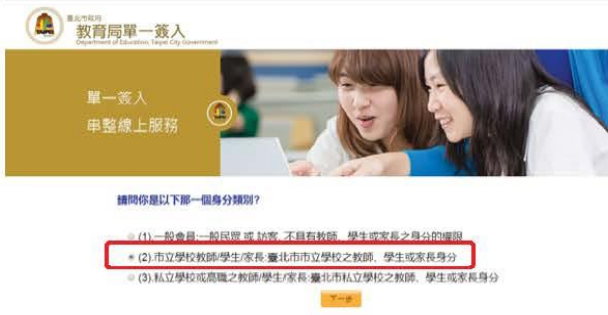 臺北市政府
教育局單一簽入
Department of Education, Taipei City Government
單一簽入
串整線上服務
請問你是以下那一個身分類別?
(1).一般會員:一般民眾 或 訪客, 不具有教師、學生或家長之身分的權限
(2).市立學校教師/學生/家長:臺北市市立學校之教師、學生或家長身分
(3).私立學校或高職之教師/學生/家長:臺北市私立學校之教師、學生或家長身分
下一步